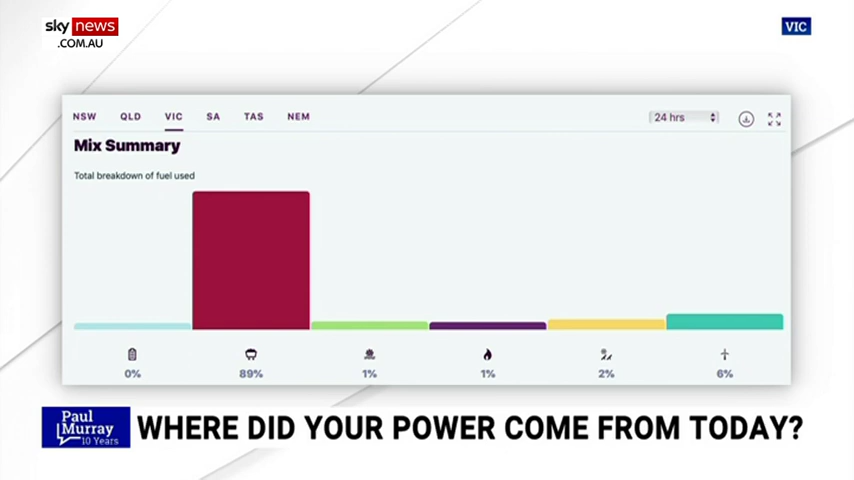 sky news
.COM.AU
VIC
NSW QLD VIC SA TAS NEM 24 hrs
Mix Summary
Total breakdown of fuel used
0% 89% 1% 1% 2% 6%
Paul
Murray
10 Years
WHERE DID YOUR POWER COME FROM TODAY?